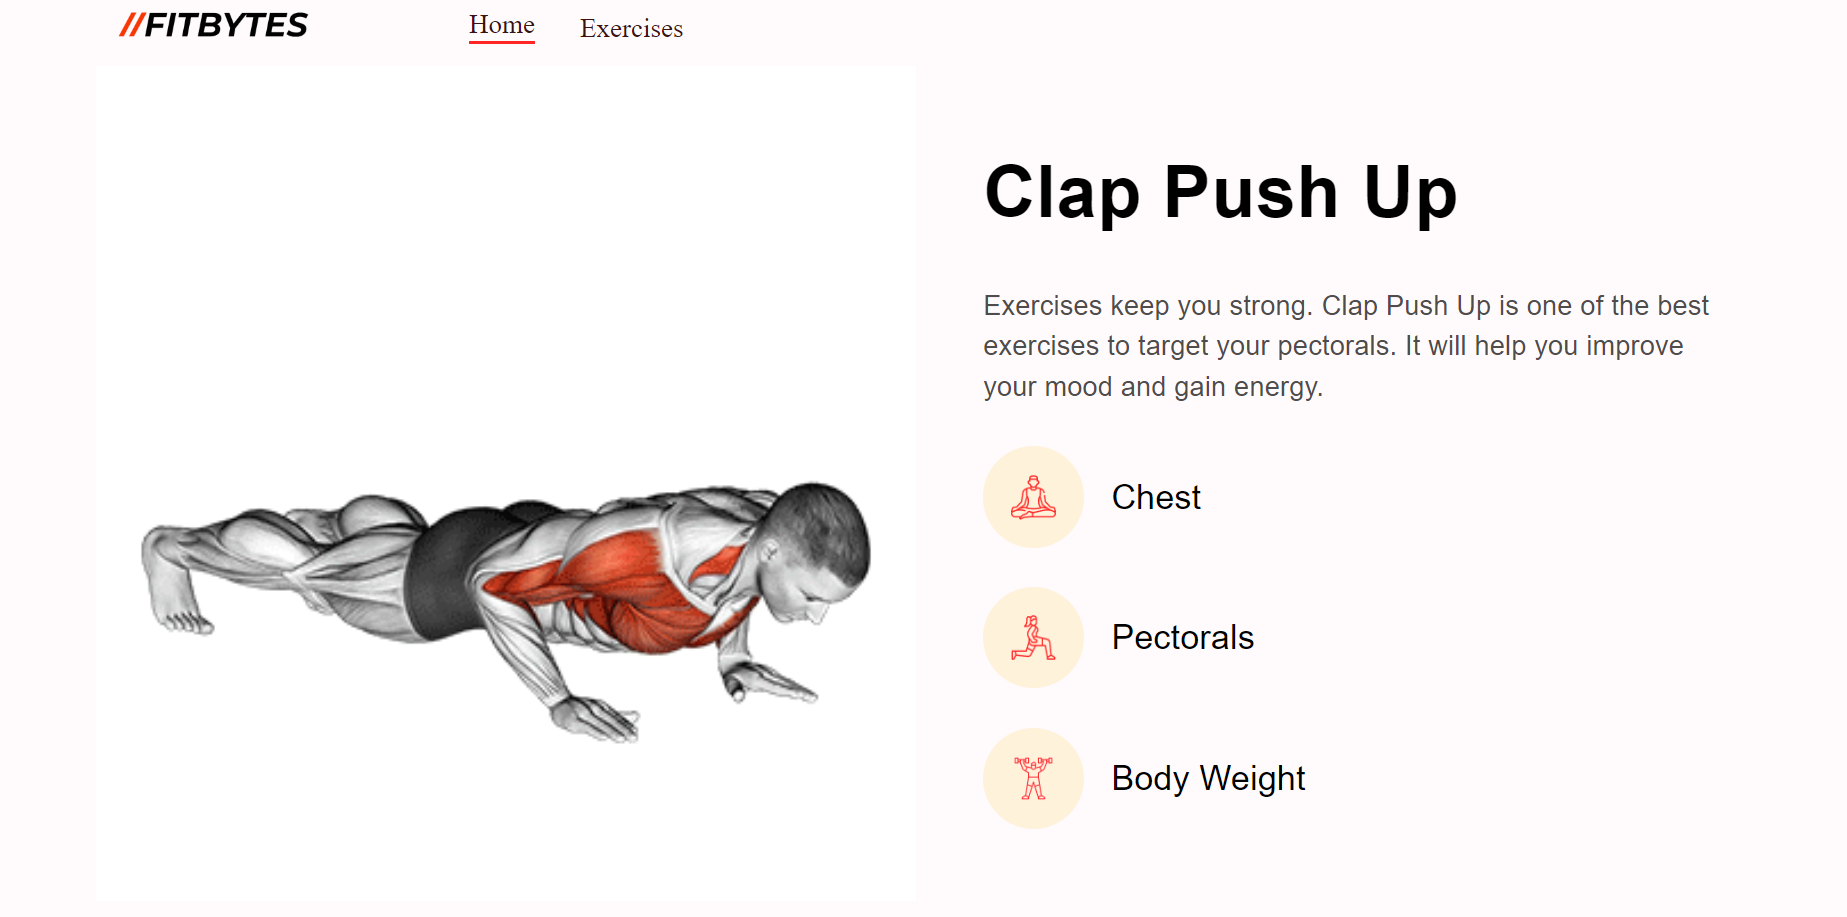 //FITBYTES
Home
Exercises
Clap Push Up
Exercises keep you strong. Clap Push Up is one of the best
exercises to target your pectorals. It will help you improve
your mood and gain energy.
Chest
Pectorals
Body Weight